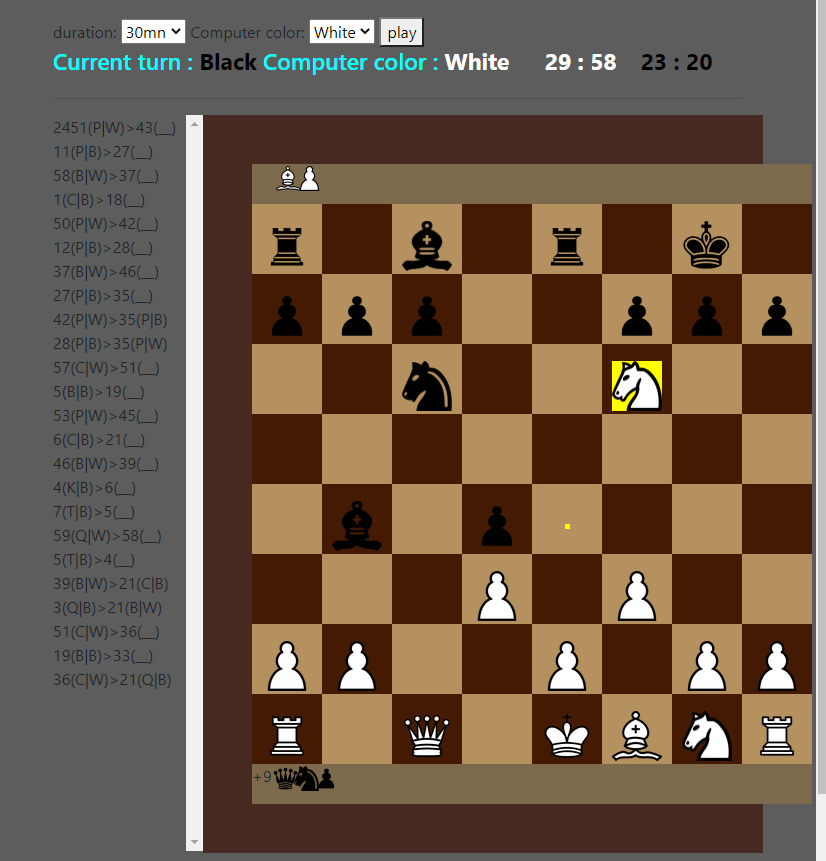 duration: 30mn Computer color: White play
Current turn : Black Computer color : White 29 : 58 23 : 20
2451(P|W)>43(__)
11(P|B)>27(__)
58(B|W)>37(__)
1(C|B)>18(__)
50(P|W)>42(__)
12(P|B)>28(__)
37(B|W)>46(__)
27(P|B)>35(__)
42(P|W)>35(P|B)
28(P|B)>35(P|W)
57(C|W)>51(__)
5(B|B)>19(__)
53(P|W)>45(__)
6(C|B)>21(__)
46(B|W)>39(__)
4(K|B)>6(__)
7(T|B)>5(__)
59(Q|W)>58(__)
5(T|B)>4(__)
39(B|W)>21(C|B)
3(Q|B)>21(B|W)
51(C|W)>36(__)
19(B|B)>33(__)
36(C|W)>21(Q|B)
+9